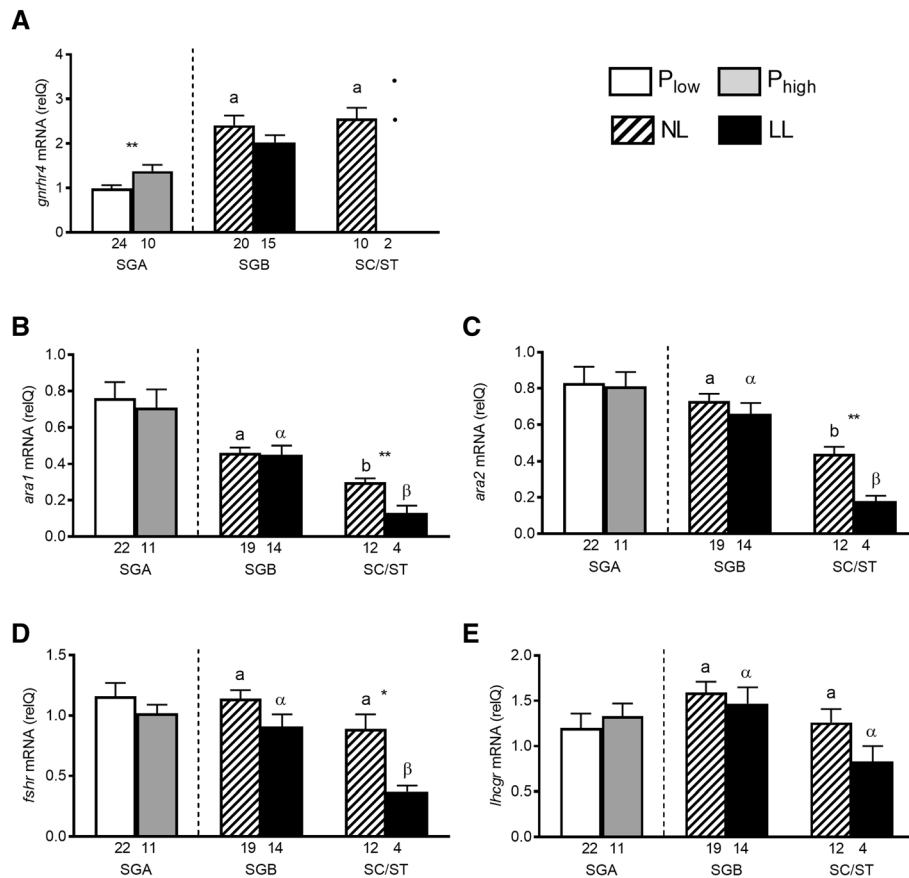 A
gnrhr4 mRNA (relQ)
4
3
2
1
0
**
a
a
24 10
20 15
10 2
SGA
SGB
SC/ST
Plow
Phigh
NL
LL
B
ara1 mRNA (relQ)
1.0
0.8
0.6
0.4
0.2
0.0
a
α
b
**
β
22 11
19 14
12 4
SGA
SGB
SC/ST
C
ara2 mRNA (relQ)
1.0
0.8
0.6
0.4
0.2
0.0
a
α
b
**
β
22 11
19 14
12 4
SGA
SGB
SC/ST
D
fshr mRNA (relQ)
1.5
1.0
0.5
0.0
a
α
a
*
β
22 11
19 14
12 4
SGA
SGB
SC/ST
E
lhcgr mRNA (relQ)
2.0
1.5
1.0
0.5
0.0
a
α
a
α
22 11
19 14
12 4
SGA
SGB
SC/ST